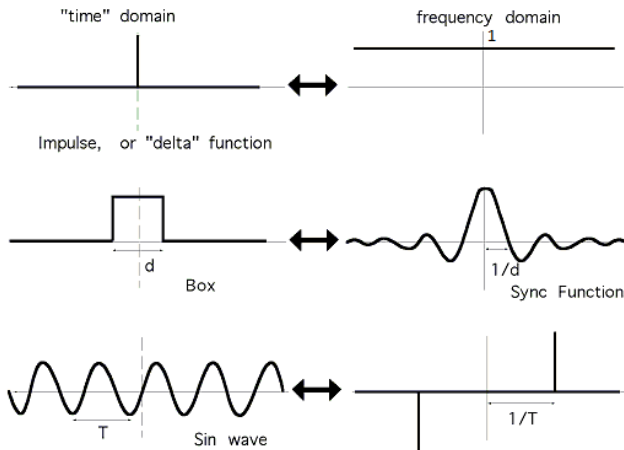 "time" domain
frequency domain
1
Impulse, or "delta" function
d
Box
1/d
Sync Function
T
Sin wave
1/T